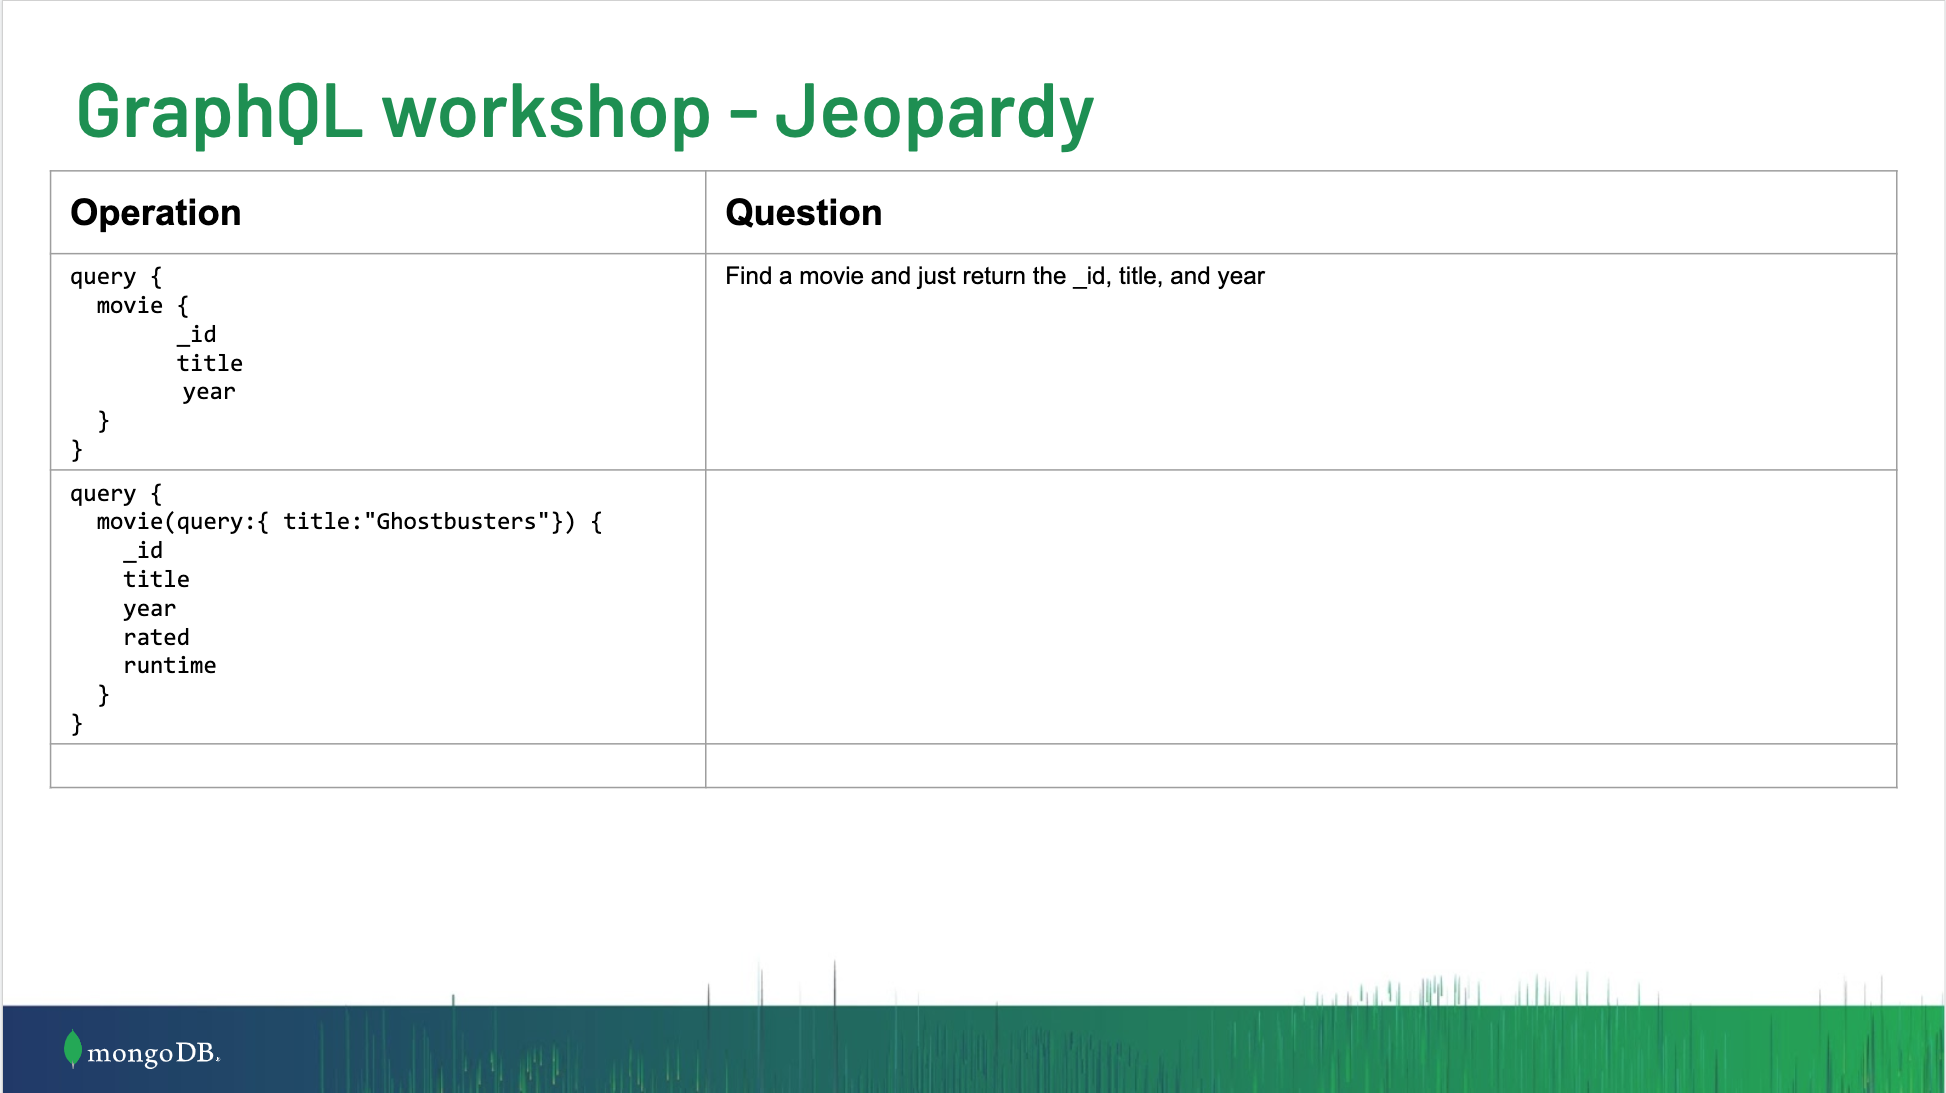 GraphQL workshop - Jeopardy
Operation
Question
query {
  movie {
        _id
        title
        year
  }
}
Find a movie and just return the _id, title, and year
query {
  movie(query:{ title:"Ghostbusters"}) {
    _id
    title
    year
    rated
    runtime
  }
}
mongoDB.